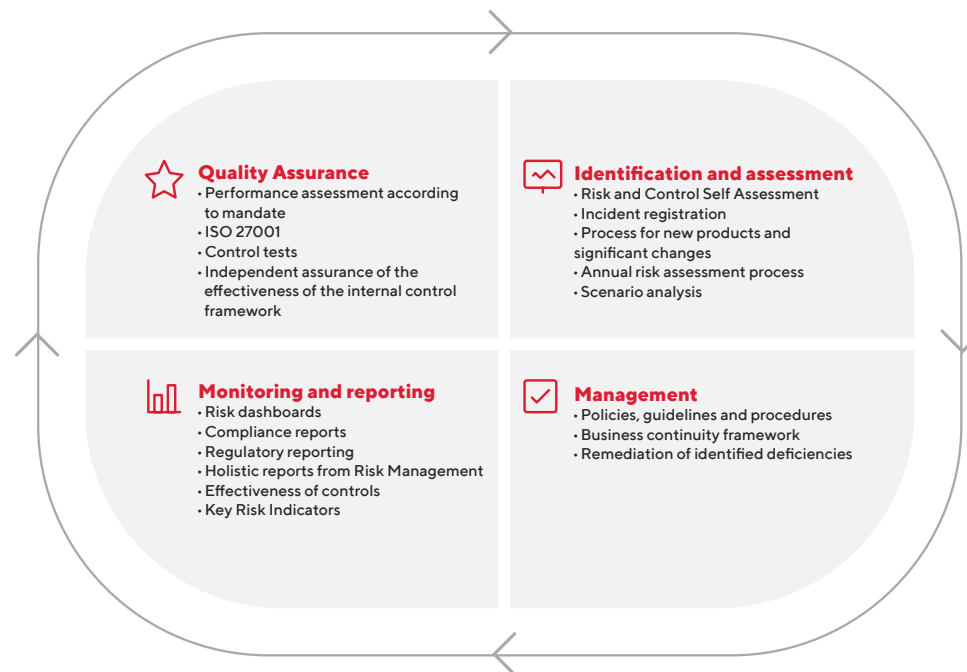 Quality Assurance
• Performance assessment according
to mandate
• ISO 27001
• Control tests
• Independent assurance of the
effectiveness of the internal control
framework
Identification and assessment
• Risk and Control Self Assessment
• Incident registration
• Process for new products and
significant changes
• Annual risk assessment process
• Scenario analysis
Monitoring and reporting
• Risk dashboards
• Compliance reports
• Regulatory reporting
• Holistic reports from Risk Management
• Effectiveness of controls
• Key Risk Indicators
Management
• Policies, guidelines and procedures
• Business continuity framework
• Remediation of identified deficiencies